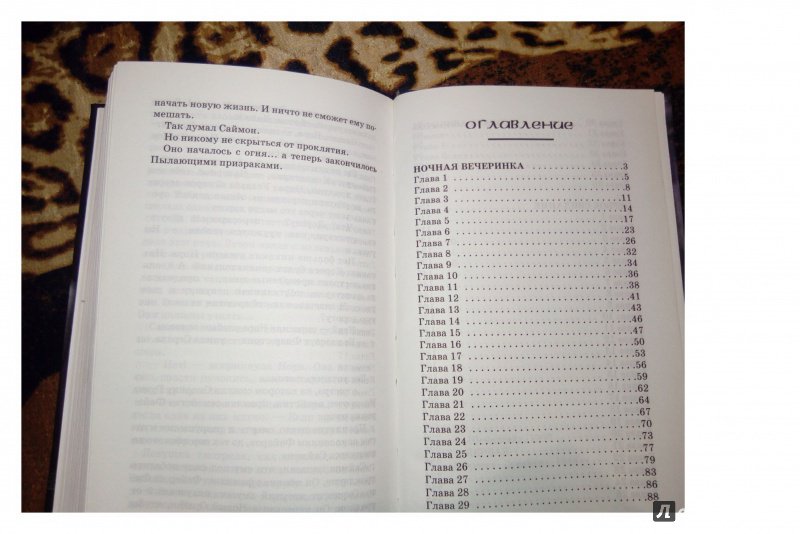 начать новую жизнь. И ничто не сможет ему по-
мешать.
Так думал Саймон.
Но никому не скрыться от проклятия.
Оно началось с огня... а теперь закончилось
Пылающими призраками.
Оглавление
НОЧНАЯ ВЕЧЕРИНКА . . . . . . . . . . . . . . . .3
Глава 1 . . . . . . . . . . . . . . . . . . . . . . . . . . . .5
Глава 2 . . . . . . . . . . . . . . . . . . . . . . . . . . . .8
Глава 3 . . . . . . . . . . . . . . . . . . . . . . . . . . . .11
Глава 4 . . . . . . . . . . . . . . . . . . . . . . . . . . . .14
Глава 5 . . . . . . . . . . . . . . . . . . . . . . . . . . . .17
Глава 6 . . . . . . . . . . . . . . . . . . . . . . . . . . . .23
Глава 7 . . . . . . . . . . . . . . . . . . . . . . . . . . . .26
Глава 8 . . . . . . . . . . . . . . . . . . . . . . . . . . . .32
Глава 9 . . . . . . . . . . . . . . . . . . . . . . . . . . . .34
Глава 10 . . . . . . . . . . . . . . . . . . . . . . . . . . .36
Глава 11 . . . . . . . . . . . . . . . . . . . . . . . . . . .38
Глава 12 . . . . . . . . . . . . . . . . . . . . . . . . . . .41
Глава 13 . . . . . . . . . . . . . . . . . . . . . . . . . . .43
Глава 14 . . . . . . . . . . . . . . . . . . . . . . . . . . .46
Глава 15 . . . . . . . . . . . . . . . . . . . . . . . . . . .47
Глава 16 . . . . . . . . . . . . . . . . . . . . . . . . . . .50
Глава 17 . . . . . . . . . . . . . . . . . . . . . . . . . . .53
Глава 18 . . . . . . . . . . . . . . . . . . . . . . . . . . .56
Глава 19 . . . . . . . . . . . . . . . . . . . . . . . . . . .59
Глава 20 . . . . . . . . . . . . . . . . . . . . . . . . . . .62
Глава 21 . . . . . . . . . . . . . . . . . . . . . . . . . . .64
Глава 22 . . . . . . . . . . . . . . . . . . . . . . . . . . .67
Глава 23 . . . . . . . . . . . . . . . . . . . . . . . . . . .70
Глава 24 . . . . . . . . . . . . . . . . . . . . . . . . . . .73
Глава 25 . . . . . . . . . . . . . . . . . . . . . . . . . . .77
Глава 26 . . . . . . . . . . . . . . . . . . . . . . . . . . .79
Глава 27 . . . . . . . . . . . . . . . . . . . . . . . . . . .83
Глава 28 . . . . . . . . . . . . . . . . . . . . . . . . . . .86
Глава 29 . . . . . . . . . . . . . . . . . . . . . . . . . . .88